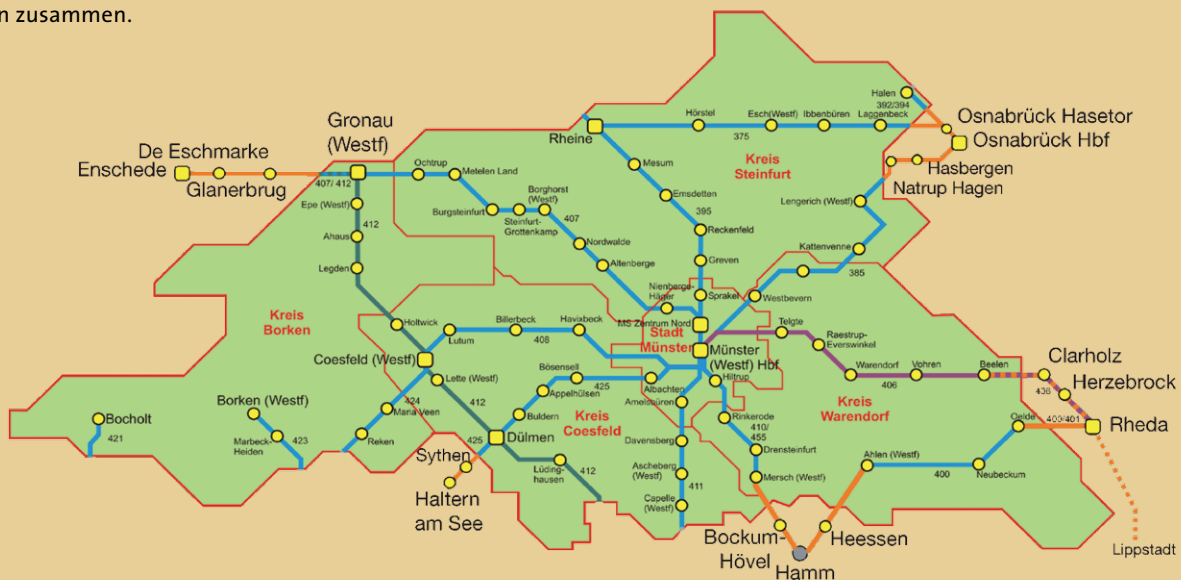 n zusammen.
Halen
392/394
Hörstel
Esch(Westf)
Ibbenbüren
Laggenbeck
375
Osnabrück Hasetor
Osnabrück Hbf
Hasbergen
Natrup Hagen
Rheine
Kreis
Steinfurt
Gronau
(Westf)
De Eschmarke
Enschede
Glanerbrug
407/ 412
Ochtrup
Metelen Land
Mesum
Emsdetten
395
Reckenfeld
Greven
Sprakel
Lengerich (Westf)
Kattenvenne
385
Westbevern
Epe (Westf)
412
Ahaus
Legden
Burgsteinfurt
Steinfurt-
Grottenkamp
Borghorst
(Westf)
407
Nordwalde
Altenberge
Nienberge-
Häger
MS Zentrum Nord
Stadt
Münster
Münster
(Westf) Hbf
Kreis
Borken
Holtwick
Coesfeld (Westf)
Lutum
Billerbeck
Havixbeck
408
Telgte
Raestrup-
Everswinkel
Warendorf
406
Vohren
Beelen
Clarholz
Herzebrock
436
400/401
Rheda
Lette (Westf)
412
Bösensell
Appelhülsen
425
Albachten
Buldern
Kreis
Coesfeld
Hiltrup
Amelsbüren
Rinkerode
410/
455
Kreis
Warendorf
Oelde
424
Maria Veen
Reken
Bocholt
421
Borken (Westf)
Marbeck-
Heiden
423
425
Dülmen
Sythen
Haltern
am See
Lüding-
hausen
412
Davensberg
Ascheberg
(Westf)
411
Capelle
(Westf)
Drensteinfurt
Mersch (Westf)
Ahlen (Westf)
400
Neubeckum
Bockum-
Hövel
Heessen
Hamm
Lippstadt